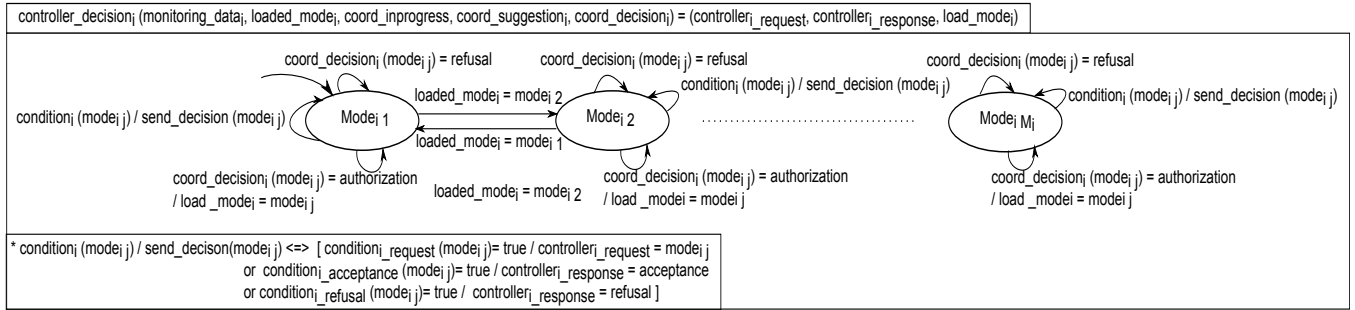 controller_decisioni (monitoring_datai, loaded_modei, coord_inprogress, coord_suggestioni, coord_decisioni) = (controlleri_request, controlleri_response, load_modei)
coord_decisioni (modei j) = refusal
coord_decisioni (modei j) = refusal
coord_decisioni (modei j) = refusal
condition i (modei j) / send_decision (modei j)
Modei 1
loaded_modei = modei 2
loaded_modei = modei 1
Modei 2
condition i (modei j) / send_decision (modei j)
Modei Mi
condition i (modei j) / send_decision (modei j)
coord_decisioni (modei j) = authorization
/ load _modei = modei j
loaded_modei = modei 2
coord_decisioni (modei j) = authorization
/ load _modei = modei j
coord_decisioni (modei j) = authorization
/ load _modei = modei j
* conditioni (modei j) / send_decison(modei j) <=> [ conditioni_request (modei j)= true / controlleri_request = modei j
or conditioni_acceptance (modei j)= true / controlleri_response = acceptance
or conditioni_refusal (modei j)= true / controlleri_response = refusal ]